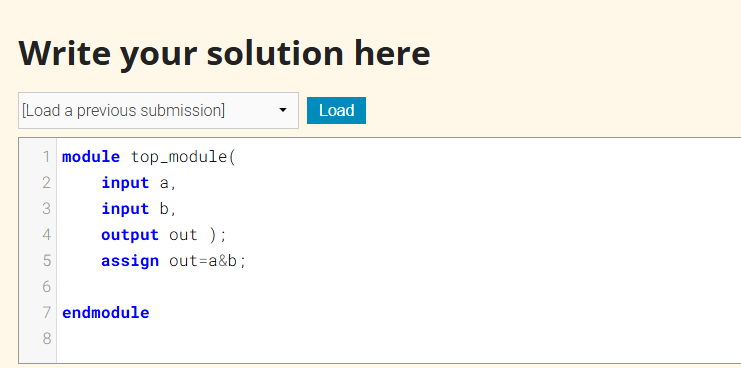 Write your solution here
[Load a previous submission] Load
1 module top_module(
2     input a,
3     input b,
4     output out );
5     assign out=a&b;
6
7 endmodule
8